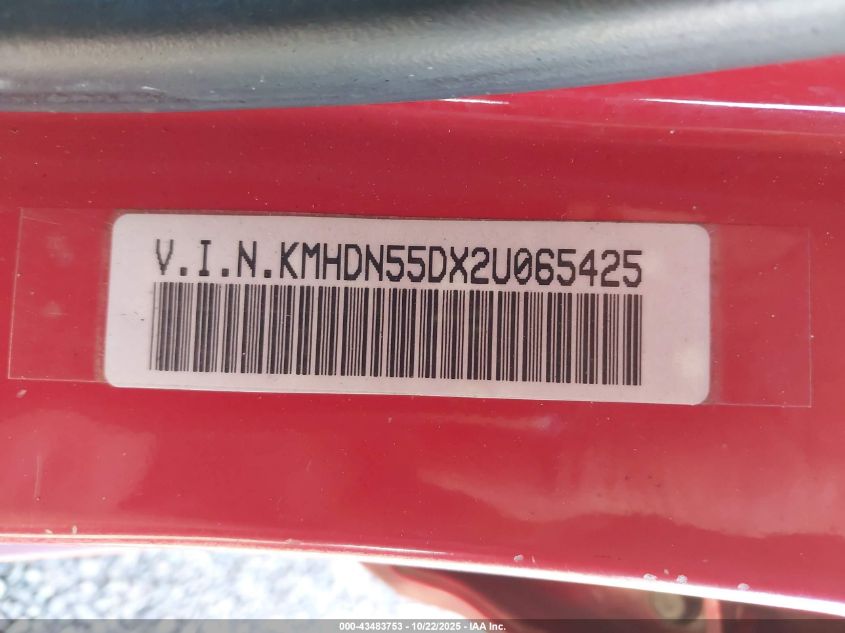 V.I.N.KMHDN55DX2U065425
000-43483753 - 10/22/2025 - IAA Inc.